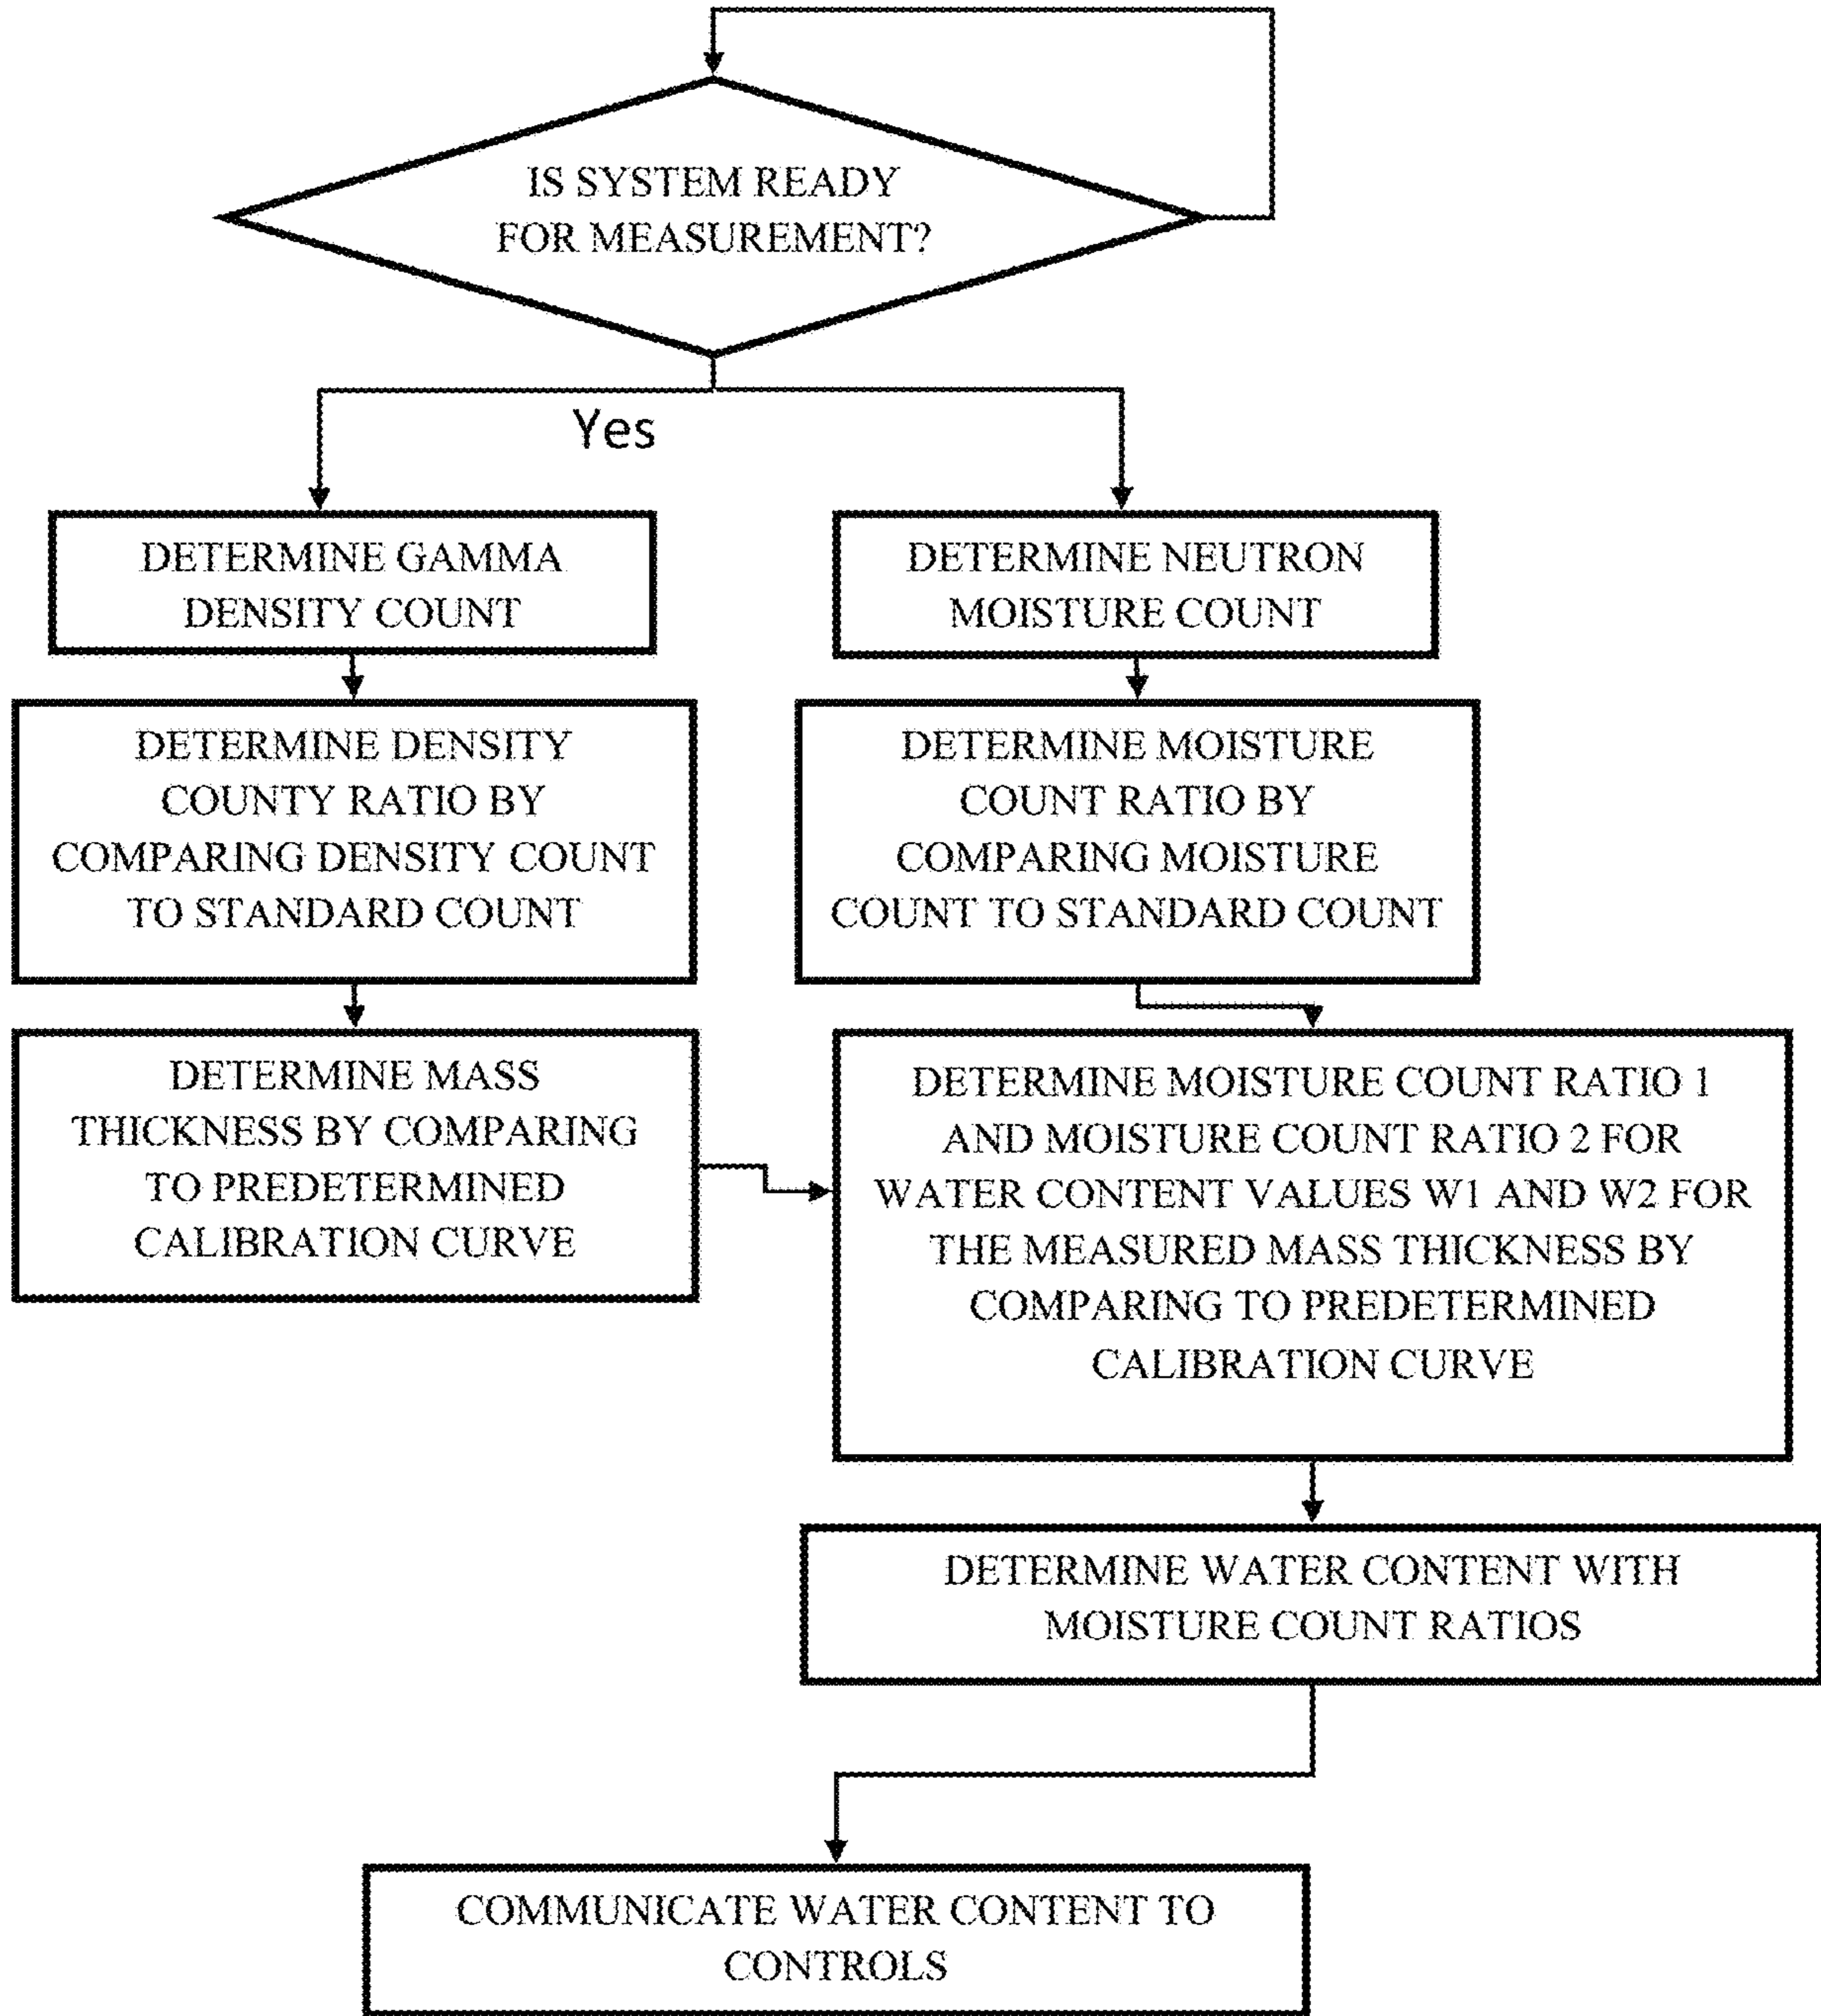 IS SYSTEM READY
FOR MEASUREMENT?
Yes
DETERMINE GAMMA
DENSITY COUNT
DETERMINE NEUTRON
MOISTURE COUNT
DETERMINE DENSITY
COUNTY RATIO BY
COMPARING DENSITY COUNT
TO STANDARD COUNT
DETERMINE MOISTURE
COUNT RATIO BY
COMPARING MOISTURE
COUNT TO STANDARD COUNT
DETERMINE MASS
THICKNESS BY COMPARING
TO PREDETERMINED
CALIBRATION CURVE
DETERMINE MOISTURE COUNT RATIO 1
AND MOISTURE COUNT RATIO 2 FOR
WATER CONTENT VALUES W1 AND W2 FOR
THE MEASURED MASS THICKNESS BY
COMPARING TO PREDETERMINED
CALIBRATION CURVE
DETERMINE WATER CONTENT WITH
MOISTURE COUNT RATIOS
COMMUNICATE WATER CONTENT TO
CONTROLS